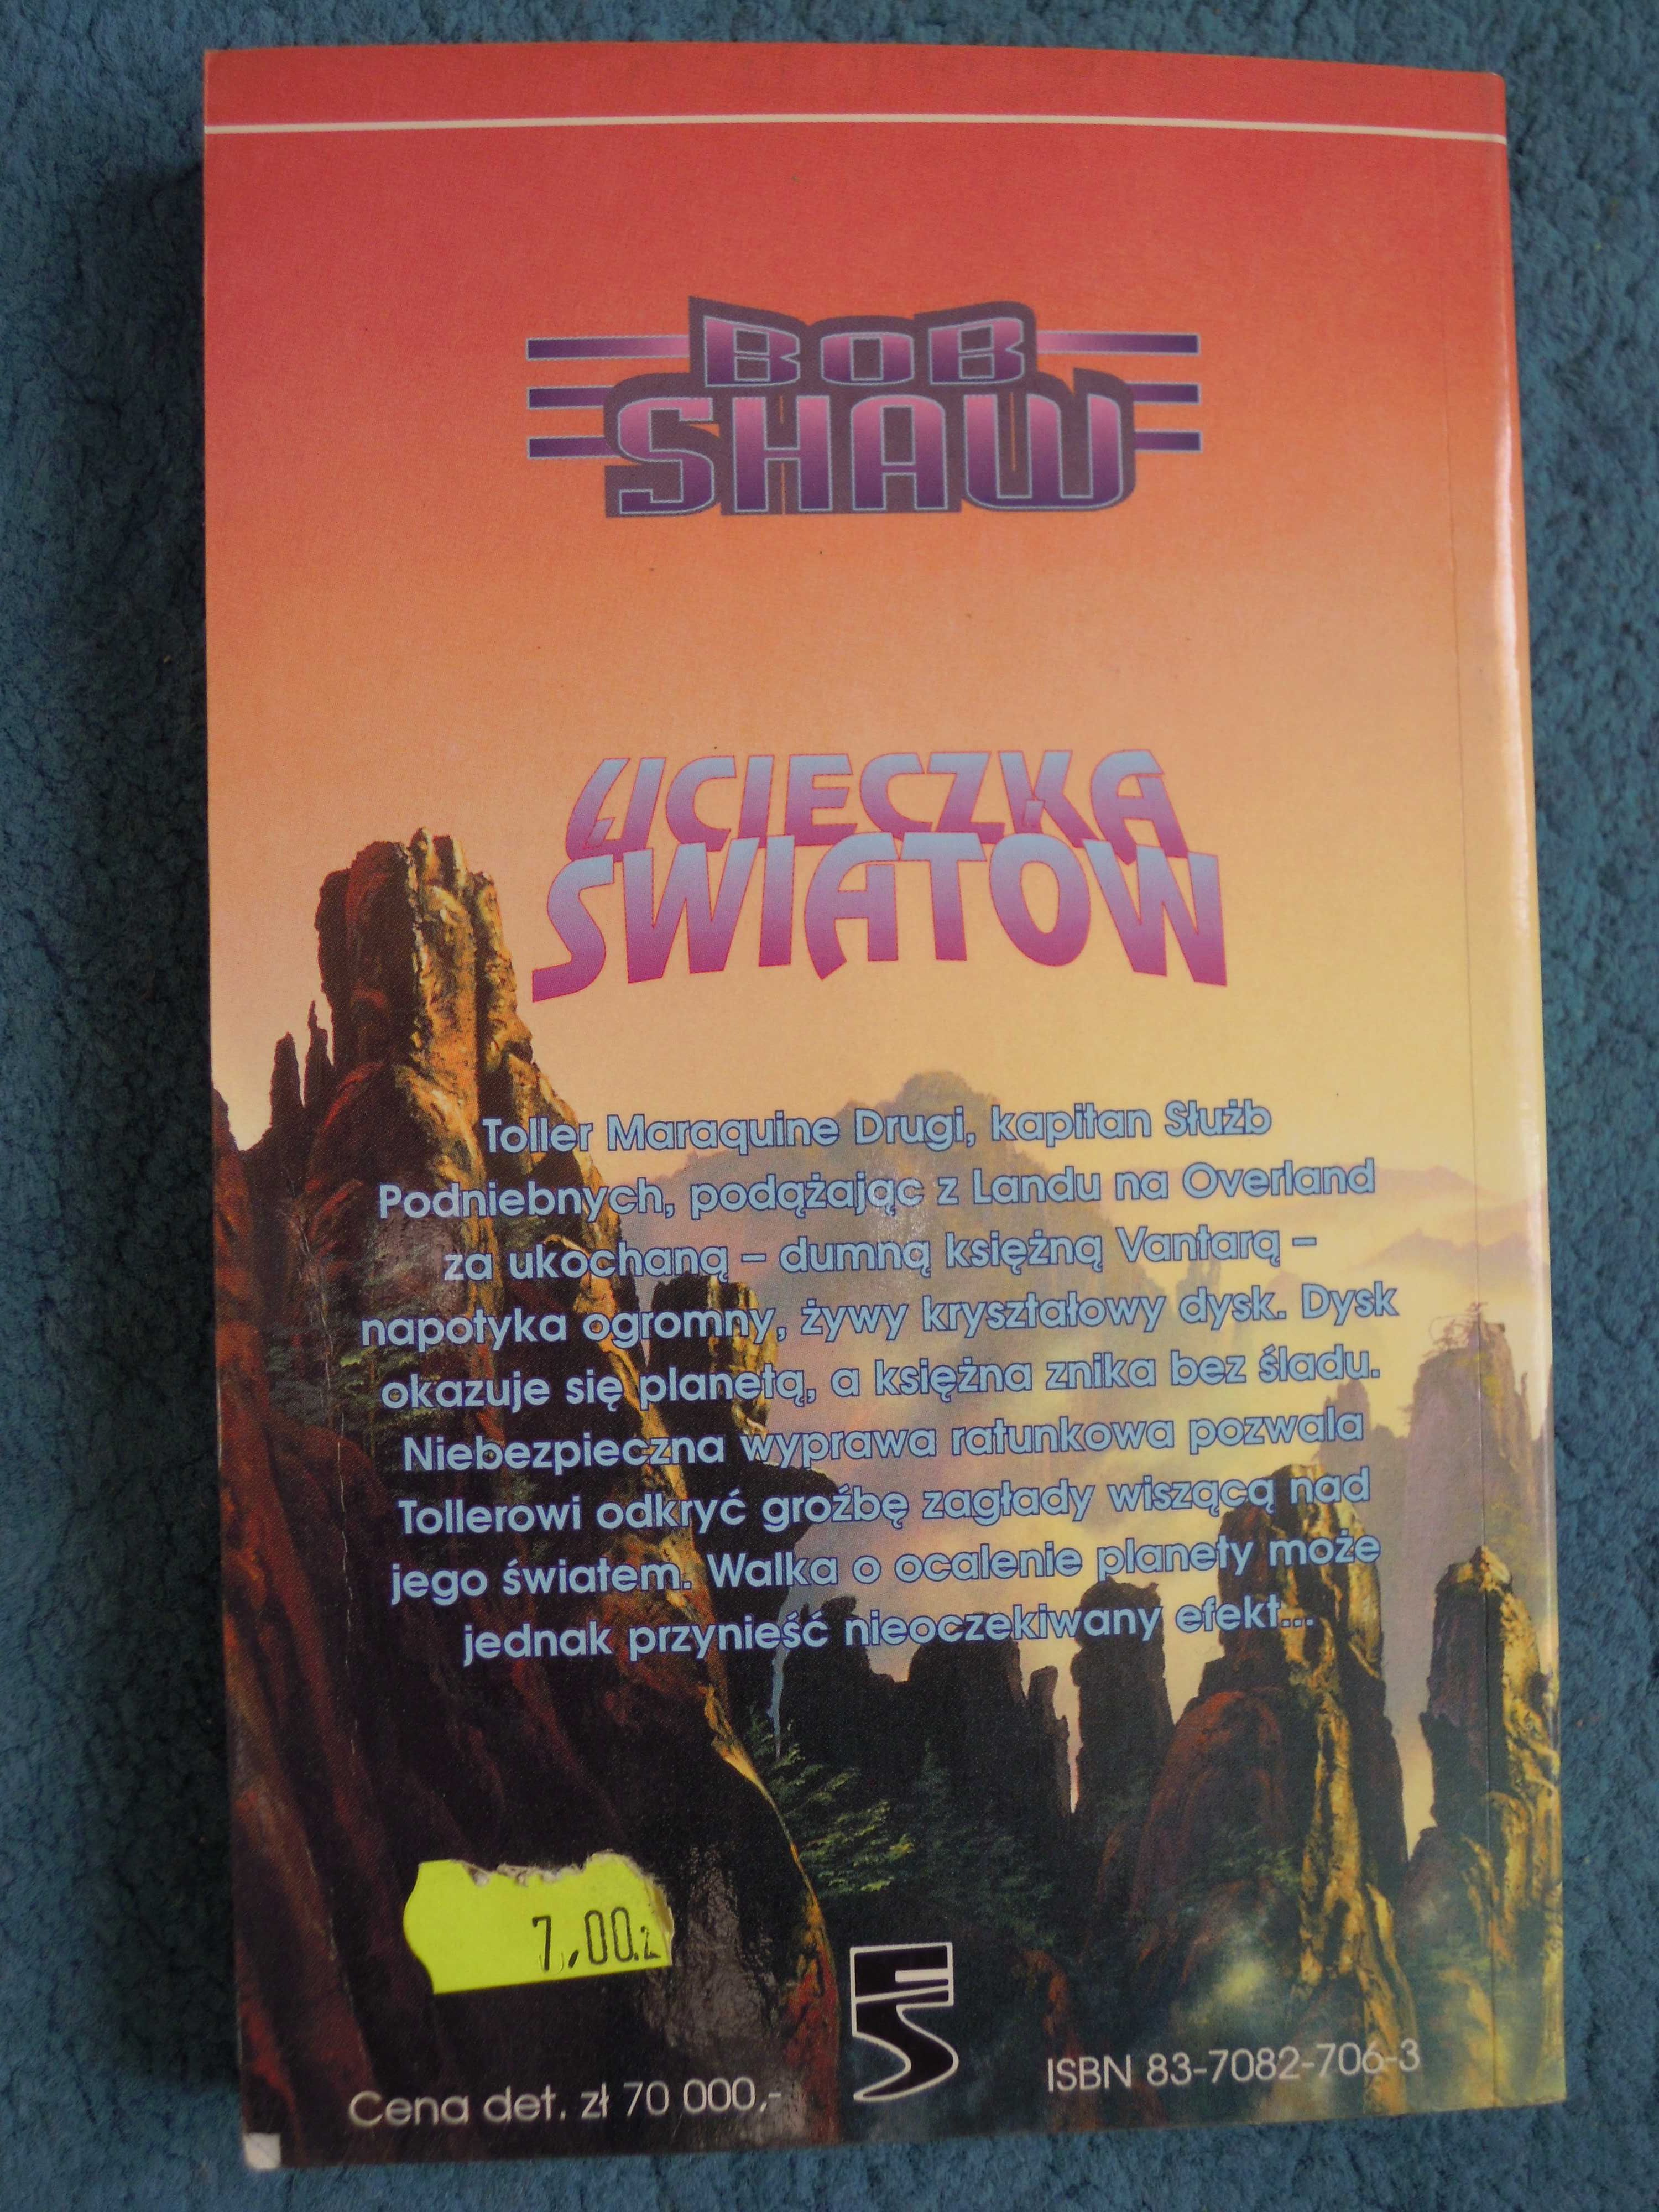 BOB
SHAW
UCIECZKA
ŚWIATÓW
Toller Maraquine Drugi, kapitan Służb
Podniebnych, podążając z Landu na Overland
za ukochaną – dumną księżną Vantarą –
napotyka ogromny, żywy kryształowy dysk. Dysk
okazuje się planetą, a księżna znika bez śladu.
Niebezpieczna wyprawa ratunkowa pozwala
Tollerowi odkryć groźbę zagłady wiszącą nad
jego światem. Walka o ocalenie planety może
jednak przynieść nieoczekiwany efekt...
7,00
Cena det. zł 70 000,-
ISBN 83-7082-706-3